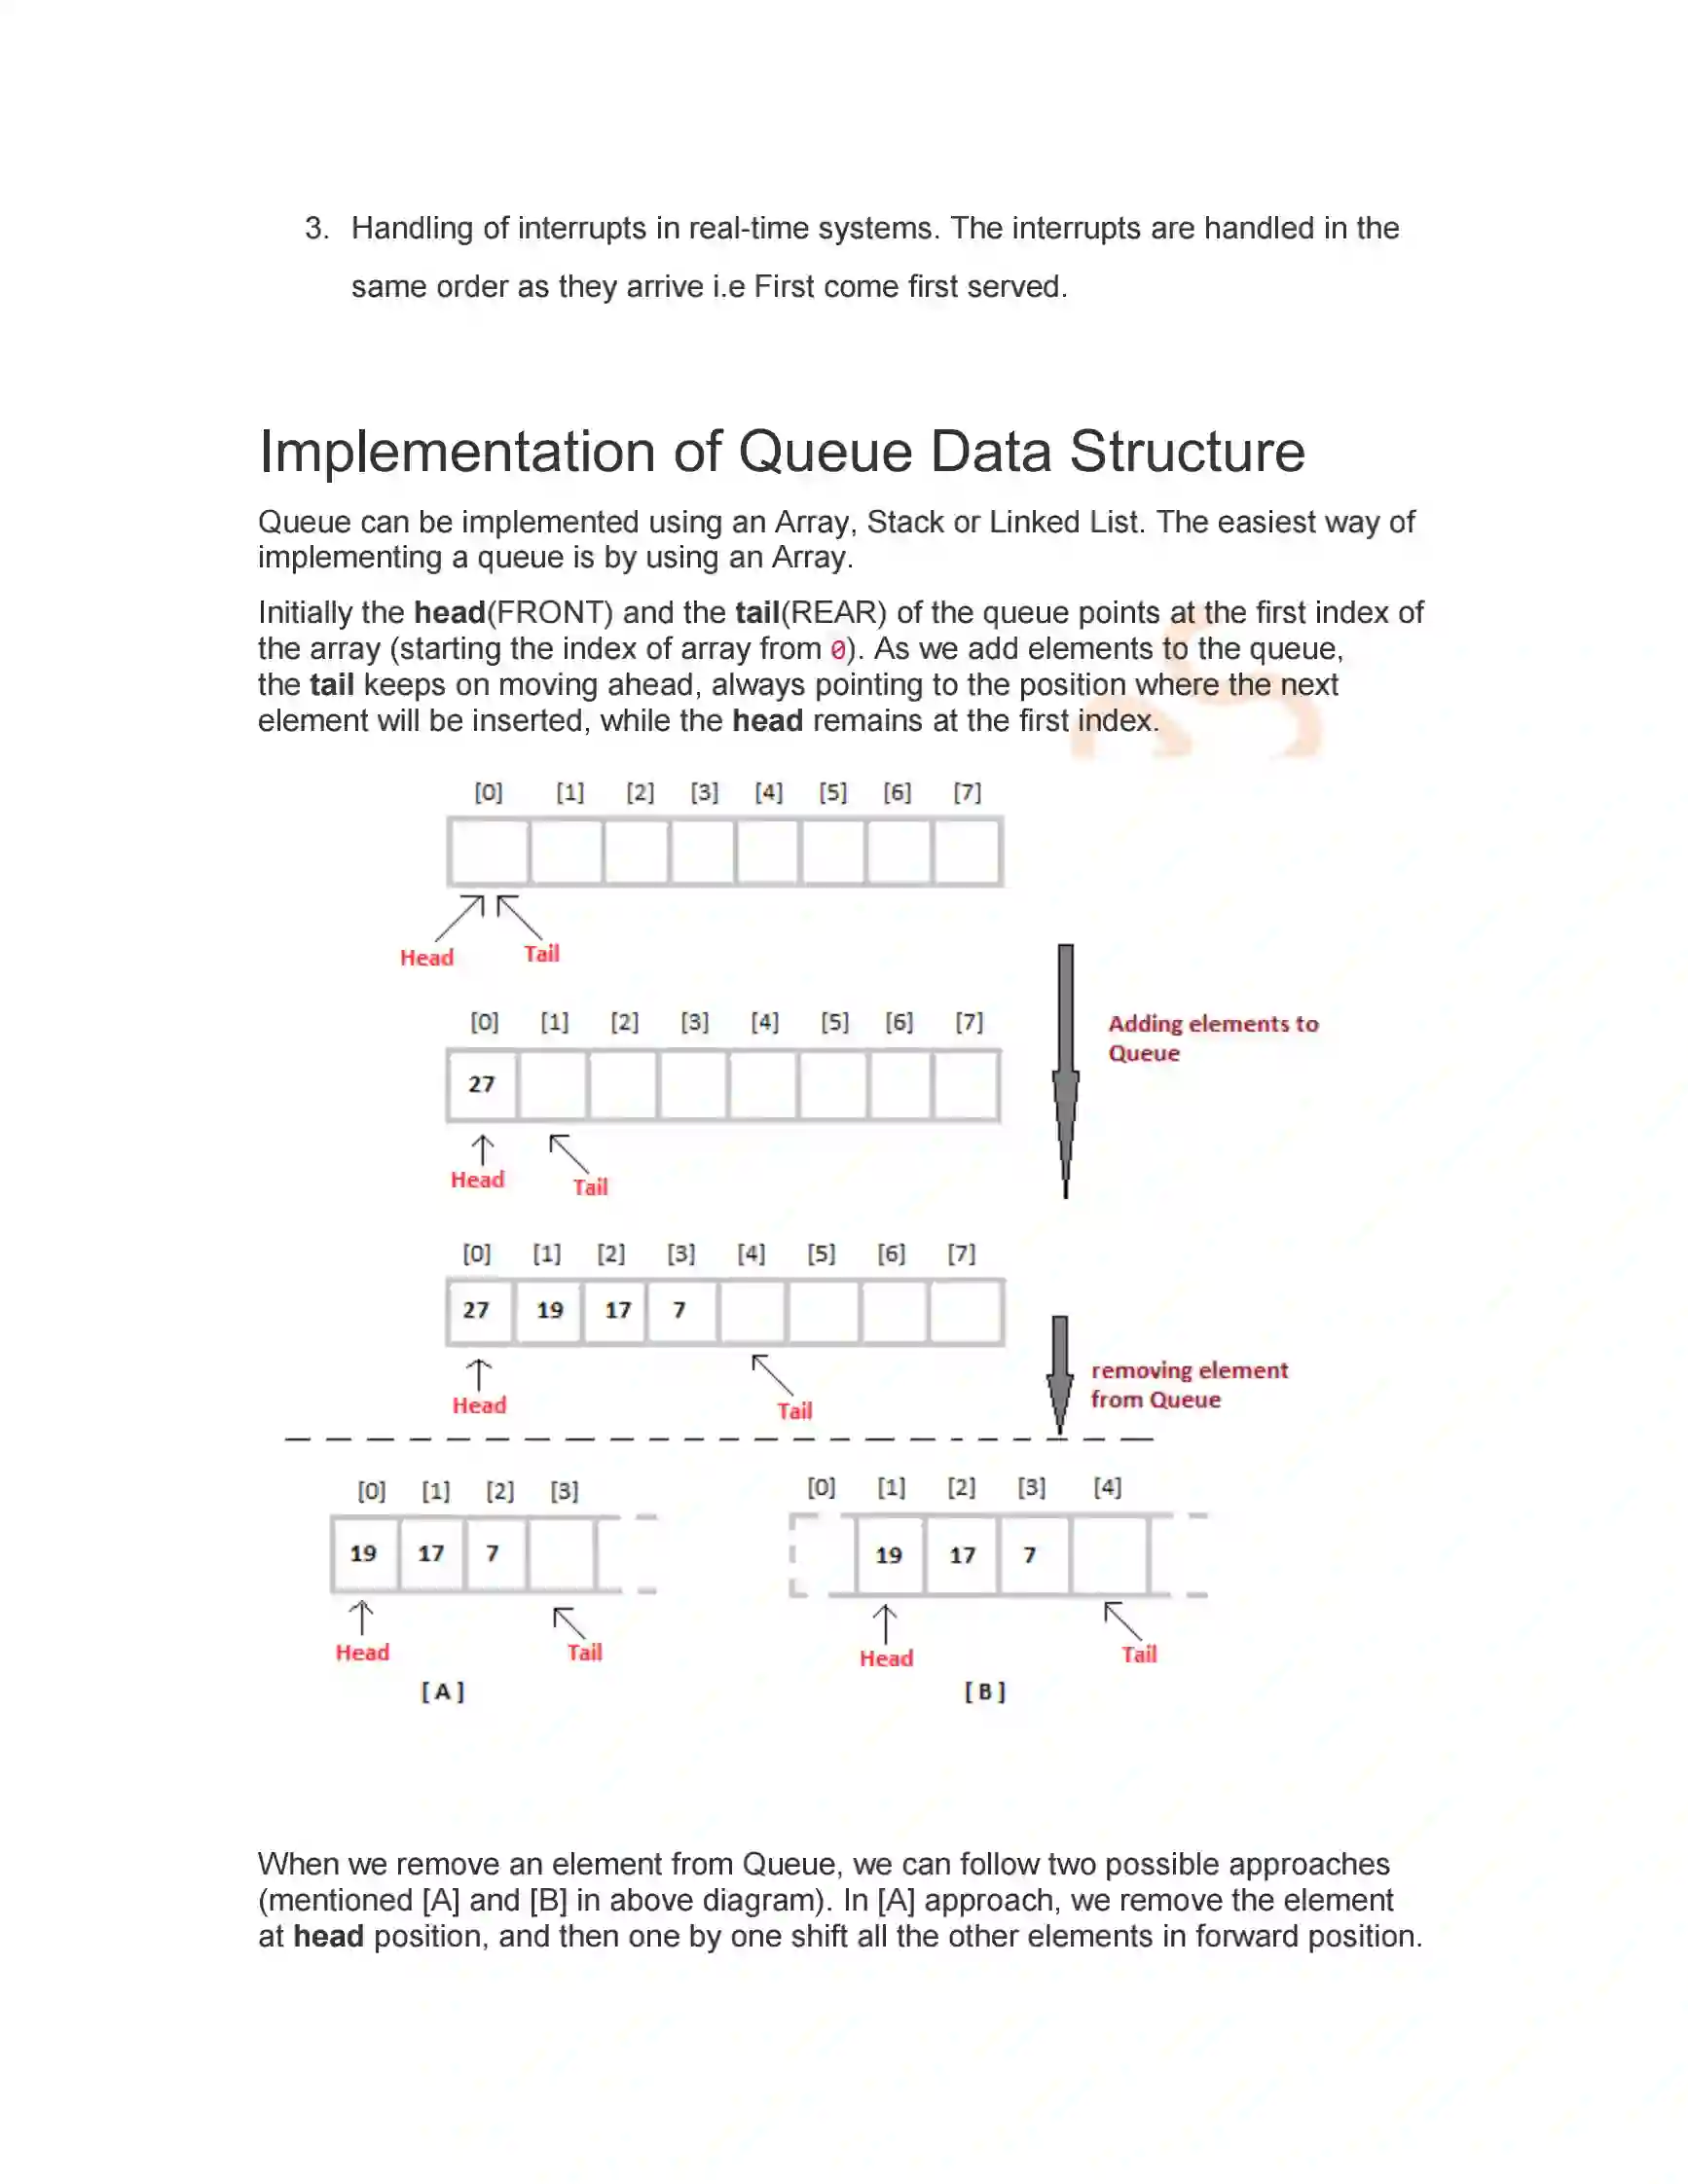 3. Handling of interrupts in real-time systems. The interrupts are handled in the
same order as they arrive i.e First come first served.
Implementation of Queue Data Structure
Queue can be implemented using an Array, Stack or Linked List. The easiest way of
implementing a queue is by using an Array.
Initially the head(FRONT) and the tail(REAR) of the queue points at the first index of
the array (starting the index of array from 0). As we add elements to the queue,
the tail keeps on moving ahead, always pointing to the position where the next
element will be inserted, while the head remains at the first index.
[0] [1] [2] [3] [4] [5] [6] [7]
Head Tail
[0] [1] [2] [3] [4] [5] [6] [7]
Adding elements to
Queue
27
Head Tail
[0] [1] [2] [3] [4] [5] [6] [7]
27 19 17 7
removing element
from Queue
Head Tail
[0] [1] [2] [3]
19 17 7
Head Tail
[ A ]
[0] [1] [2] [3] [4]
19 17 7
Head Tail
[ B ]
When we remove an element from Queue, we can follow two possible approaches
(mentioned [A] and [B] in above diagram). In [A] approach, we remove the element
at head position, and then one by one shift all the other elements in forward position.